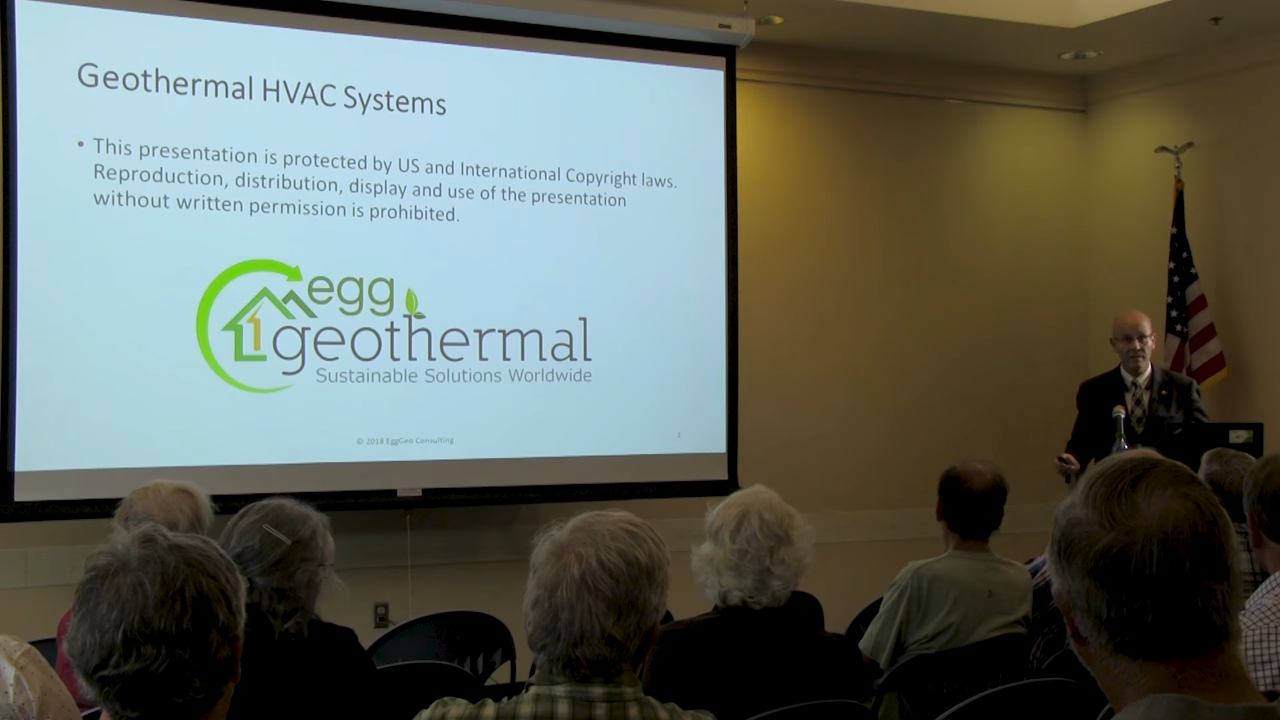 Geothermal HVAC Systems
• This presentation is protected by US and International Copyright laws.
Reproduction, distribution, display and use of the presentation
without written permission is prohibited.
egg
geothermal
Sustainable Solutions Worldwide
© 2018 EggGeo Consulting
2